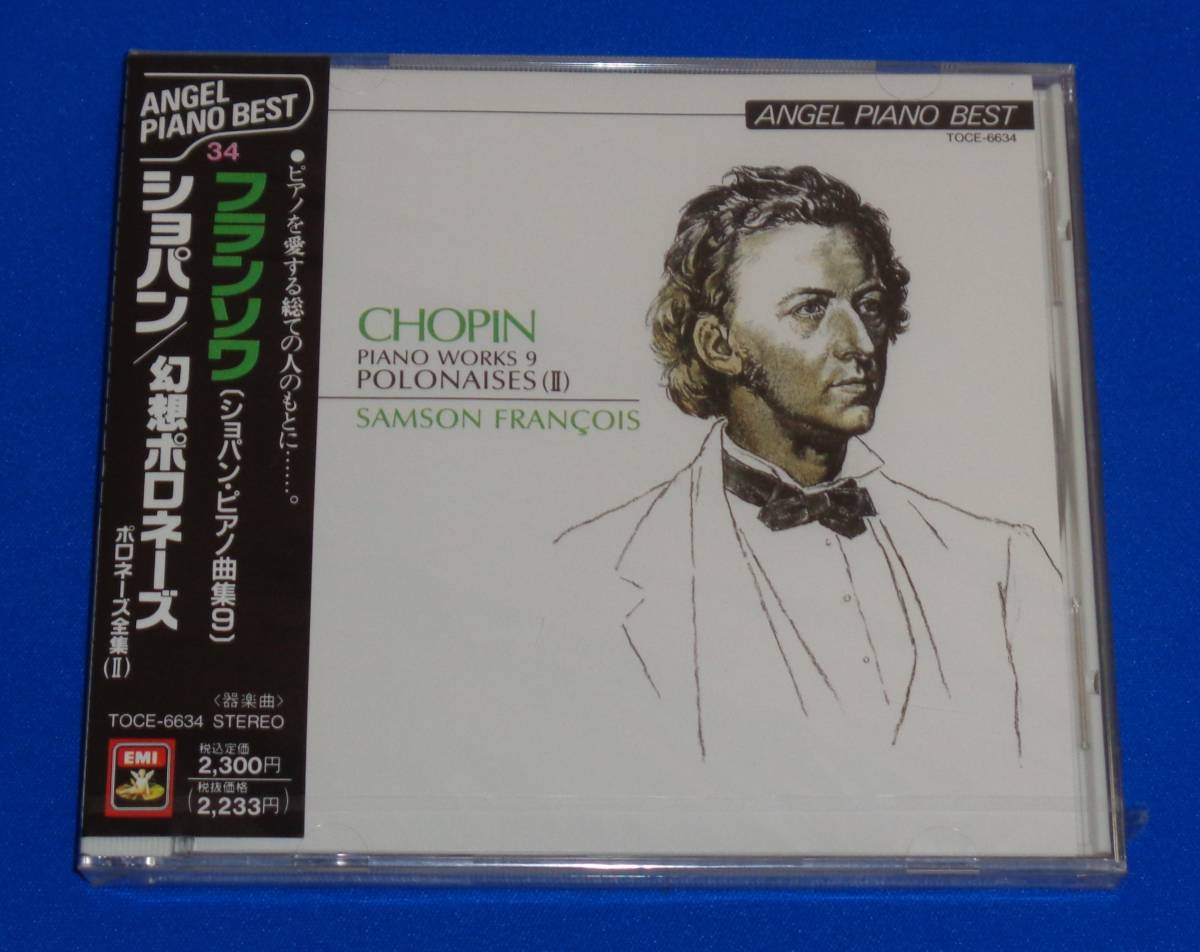 ANGEL
PIANO BEST
34
●ピアノを愛する総ての人のもとに……。
フランソワ〔ショパン・ピアノ曲集9〕
ショパン/幻想ポロネーズ
ポロネーズ全集(II)
〈器楽曲〉
TOCE-6634 STEREO
EMI
税込定価
2,300円
税抜価格
(2,233円)
ANGEL PIANO BEST
TOCE-6634
CHOPIN
PIANO WORKS 9
POLONAISES (II)
SAMSON FRANÇOIS